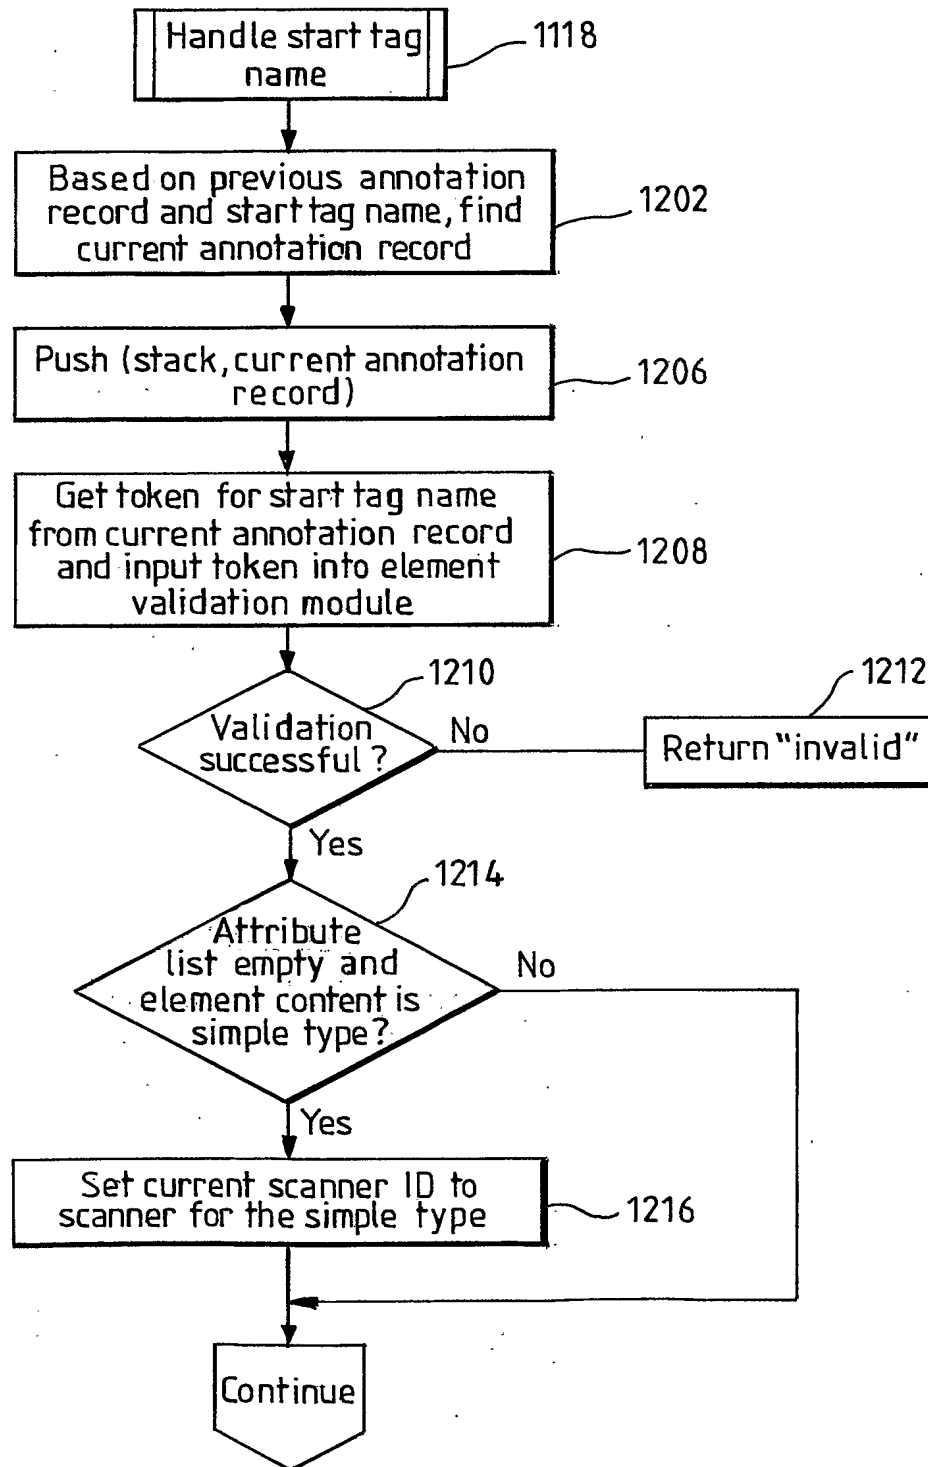 Handle start tag
name
1118
Based on previous annotation
record and start tag name, find
current annotation record
1202
Push (stack, current annotation
record)
1206
Get token for start tag name
from current annotation record
and input token into element
validation module
1208
1210
Validation
successful?
No
1212
Return "invalid"
Yes
1214
Attribute
list empty and
element content is
simple type?
No
Yes
Set current scanner ID to
scanner for the simple type
1216
Continue